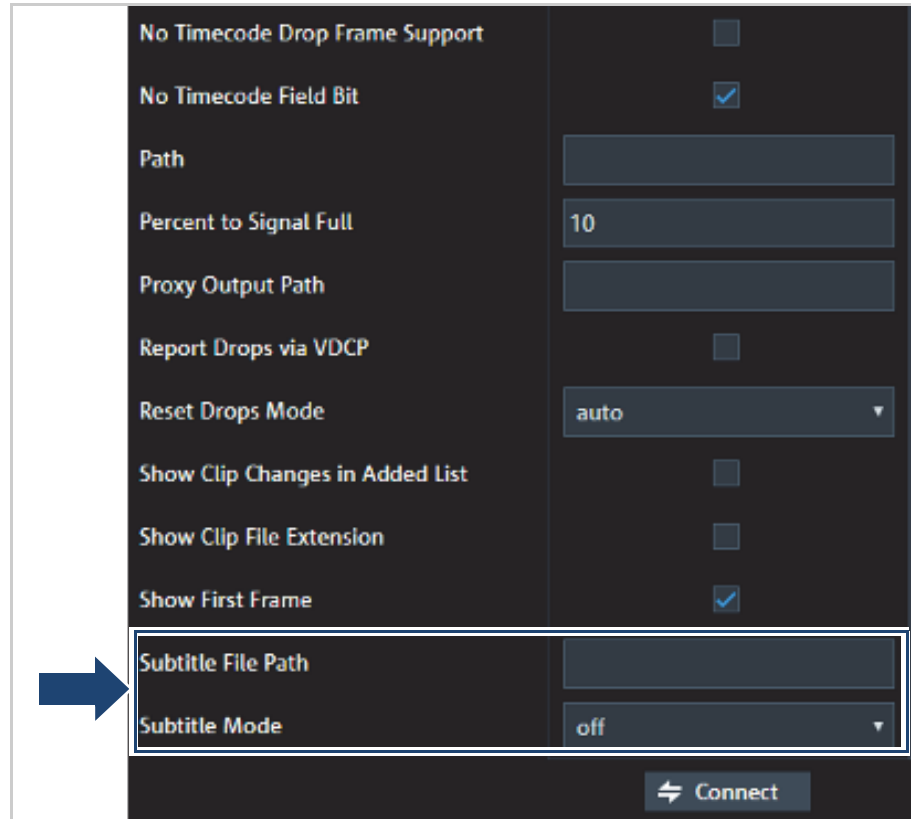 No Timecode Drop Frame Support
No Timecode Field Bit
Path
Percent to Signal Full 10
Proxy Output Path
Report Drops via VDCP
Reset Drops Mode auto
Show Clip Changes in Added List
Show Clip File Extension
Show First Frame
Subtitle File Path
Subtitle Mode off
Connect